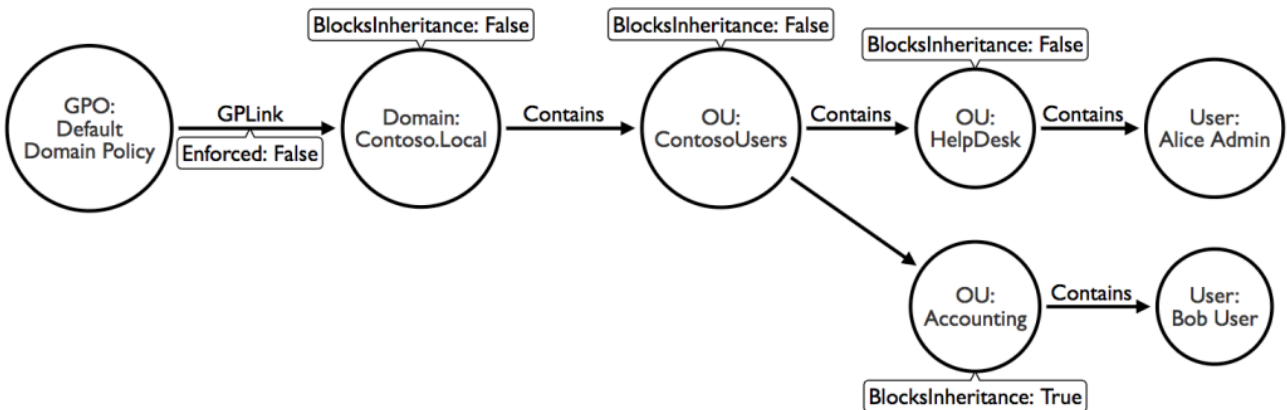 BlocksInheritance: False
BlocksInheritance: False
BlocksInheritance: False
GPO:
Default
Domain Policy
GPLink
Enforced: False
Domain:
Contoso.Local
Contains
OU:
ContosoUsers
Contains
OU:
HelpDesk
Contains
User:
Alice Admin
OU:
Accounting
Contains
User:
Bob User
BlocksInheritance: True